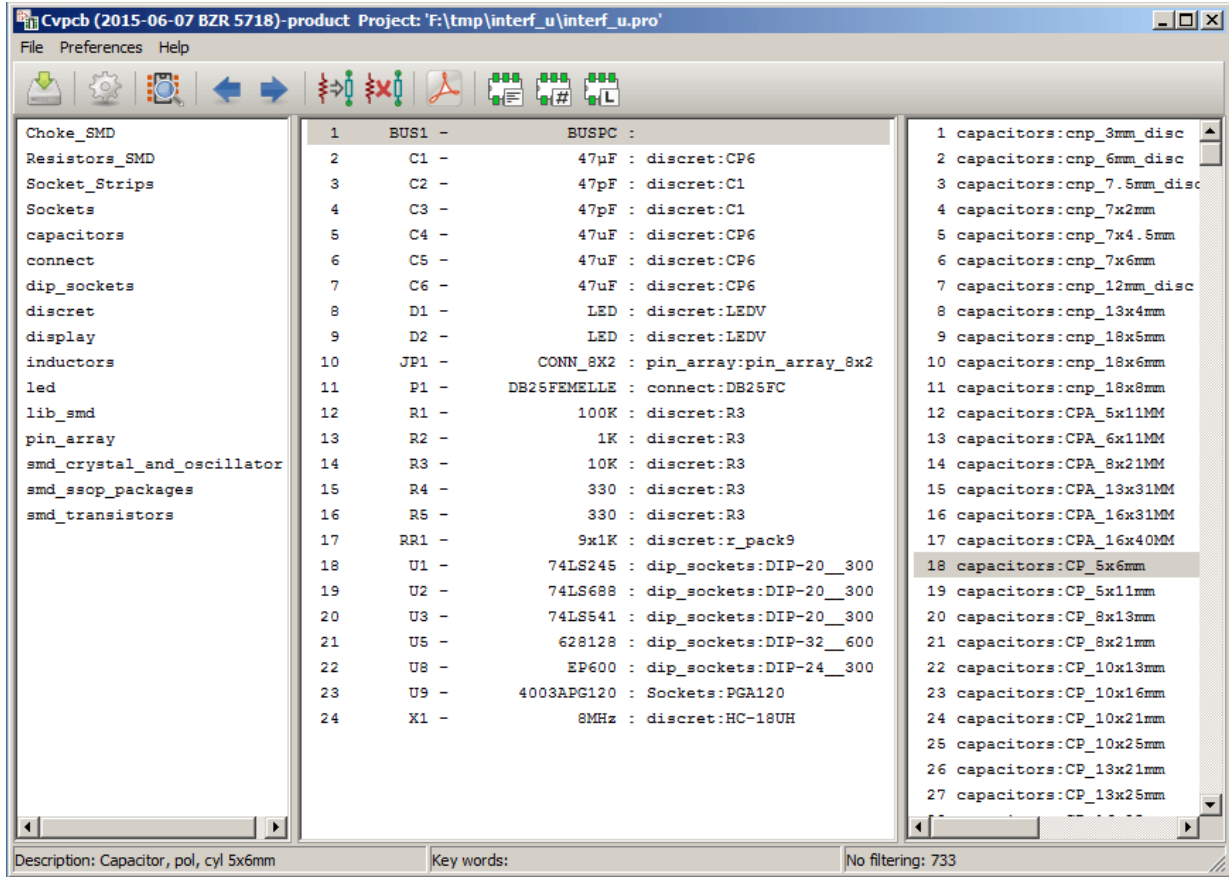 Cvpcb (2015-06-07 BZR 5718)-product Project: 'F:\tmp\interf_u\interf_u.pro'
File Preferences Help
Choke_SMD
Resistors_SMD
Socket_Strips
Sockets
capacitors
connect
dip_sockets
discret
display
inductors
led
lib_smd
pin_array
smd_crystal_and_oscillator
smd_ssop_packages
smd_transistors
1 BUS1 - BUSPC :
2 C1 - 47µF : discret:CP6
3 C2 - 47pF : discret:C1
4 C3 - 47pF : discret:C1
5 C4 - 47uF : discret:CP6
6 C5 - 47uF : discret:CP6
7 C6 - 47uF : discret:CP6
8 D1 - LED : discret:LEDV
9 D2 - LED : discret:LEDV
10 JP1 - CONN_8X2 : pin_array:pin_array_8x2
11 P1 - DB25FEMELLE : connect:DB25FC
12 R1 - 100K : discret:R3
13 R2 - 1K : discret:R3
14 R3 - 10K : discret:R3
15 R4 - 330 : discret:R3
16 R5 - 330 : discret:R3
17 RR1 - 9x1K : discret:r_pack9
18 U1 - 74LS245 : dip_sockets:DIP-20__300
19 U2 - 74LS688 : dip_sockets:DIP-20__300
20 U3 - 74LS541 : dip_sockets:DIP-20__300
21 U5 - 628128 : dip_sockets:DIP-32__600
22 U8 - EP600 : dip_sockets:DIP-24__300
23 U9 - 4003APG120 : Sockets:PGA120
24 X1 - 8MHz : discret:HC-18UH
1 capacitors:cnp_3mm_disc
2 capacitors:cnp_6mm_disc
3 capacitors:cnp_7.5mm_disc
4 capacitors:cnp_7x2mm
5 capacitors:cnp_7x4.5mm
6 capacitors:cnp_7x6mm
7 capacitors:cnp_12mm_disc
8 capacitors:cnp_13x4mm
9 capacitors:cnp_18x5mm
10 capacitors:cnp_18x6mm
11 capacitors:cnp_18x8mm
12 capacitors:CPA_5x11MM
13 capacitors:CPA_6x11MM
14 capacitors:CPA_8x21MM
15 capacitors:CPA_13x31MM
16 capacitors:CPA_16x31MM
17 capacitors:CPA_16x40MM
18 capacitors:CP_5x6mm
19 capacitors:CP_5x11mm
20 capacitors:CP_8x13mm
21 capacitors:CP_8x21mm
22 capacitors:CP_10x13mm
23 capacitors:CP_10x16mm
24 capacitors:CP_10x21mm
25 capacitors:CP_10x25mm
26 capacitors:CP_13x21mm
27 capacitors:CP_13x25mm
Description: Capacitor, pol, cyl 5x6mm
Key words:
No filtering: 733